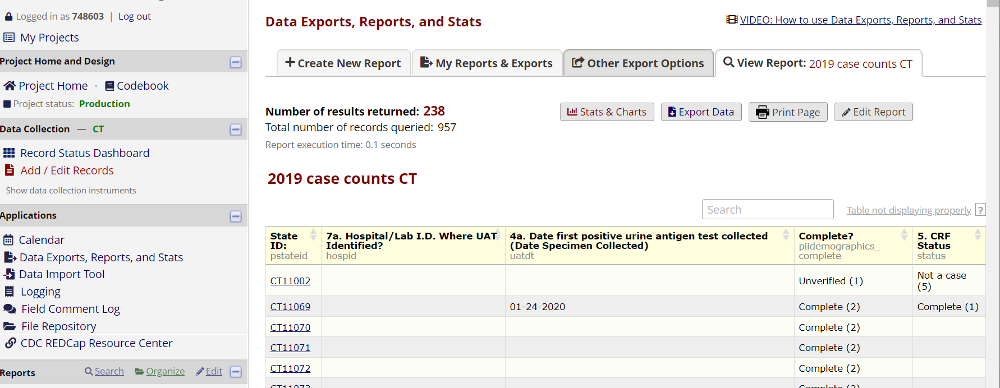 Logged in as 748603 | Log out
My Projects
Project Home and Design
Project Home · Codebook
Project status: Production
Data Collection — CT
Record Status Dashboard
Add / Edit Records
Show data collection instruments
Applications
Calendar
Data Exports, Reports, and Stats
Data Import Tool
Logging
Field Comment Log
File Repository
CDC REDCap Resource Center
Reports Search Organize Edit
Data Exports, Reports, and Stats
VIDEO: How to use Data Exports, Reports, and Stats
Create New Report
My Reports & Exports
Other Export Options
View Report: 2019 case counts CT
Number of results returned: 238
Total number of records queried: 957
Report execution time: 0.1 seconds
Stats & Charts
Export Data
Print Page
Edit Report
2019 case counts CT
Search
Table not displaying properly ?
State
ID:
pstateid
7a. Hospital/Lab I.D. Where UAT
Identified?
hospid
4a. Date first positive urine antigen test collected
(Date Specimen Collected)
uatdt
Complete?
piidemographics_
complete
5. CRF
Status
status
CT11002 Unverified (1) Not a case
(5)
CT11069 01-24-2020 Complete (2) Complete (1)
CT11070 Complete (2)
CT11071 Complete (2)
CT11072 Complete (2)
CT11073 Complete (2)